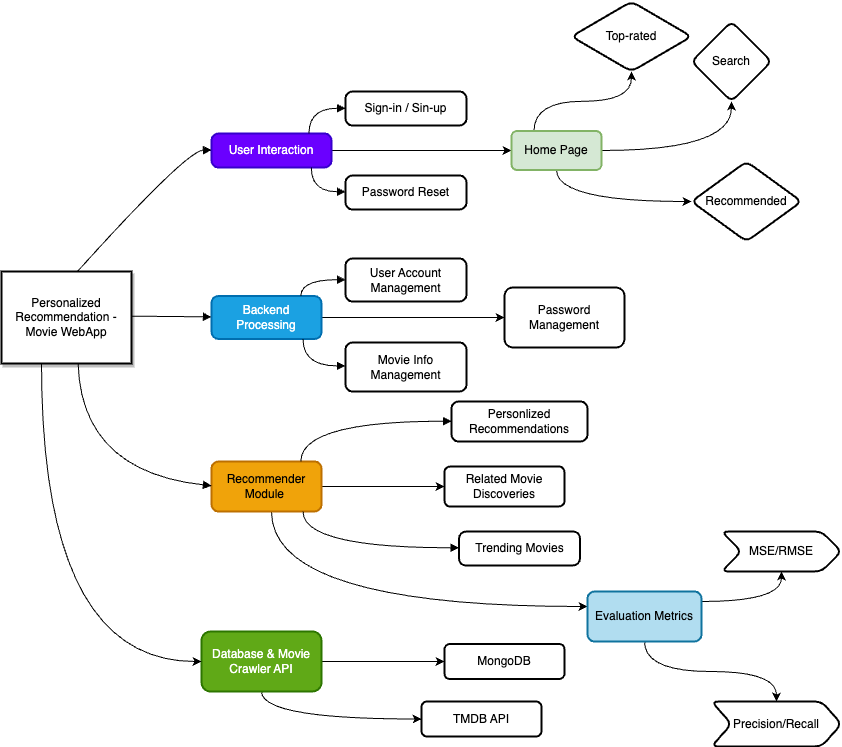 Top-rated
Search
Sign-in / Sin-up
User Interaction
Home Page
Password Reset
Recommended
User Account
Management
Personalized
Recommendation -
Movie WebApp
Backend
Processing
Password
Management
Movie Info
Management
Personlized
Recommendations
Recommender
Module
Related Movie
Discoveries
Trending Movies
MSE/RMSE
Evaluation Metrics
Database & Movie
Crawler API
MongoDB
TMDB API
Precision/Recall